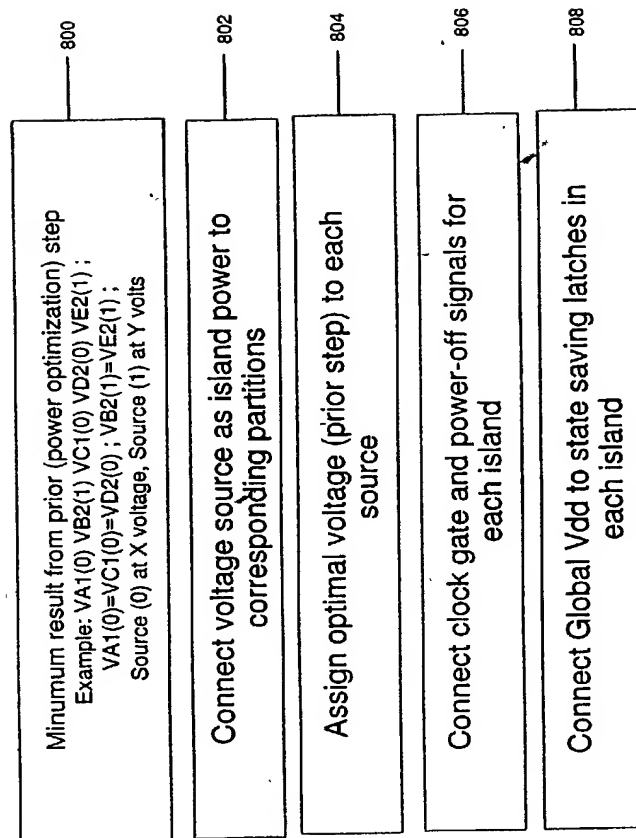 Minumum result from prior (power optimization) step
Example: VA1(0) VB2(1) VC1(0) VD2(0) VE2(1) ;
VA1(0)=VC1(0)=VD2(0) ; VB2(1)=VE2(1) ;
Source (0) at X voltage, Source (1) at Y volts
800
Connect voltage source as island power to
corresponding partitions
802
Assign optimal voltage (prior step) to each
source
804
Connect clock gate and power-off signals for
each island
806
Connect Global Vdd to state saving latches in
each island
808